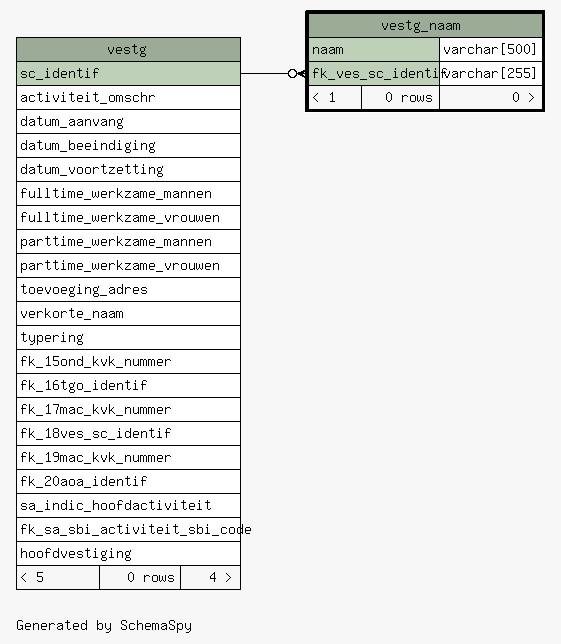 vestg
sc_identif
activiteit_omschr
datum_aanvang
datum_beeindiging
datum_voortzetting
fulltime_werkzame_mannen
fulltime_werkzame_vrouwen
parttime_werkzame_mannen
parttime_werkzame_vrouwen
toevoeging_adres
verkorte_naam
typering
fk_15ond_kvk_nummer
fk_16tgo_identif
fk_17mac_kvk_nummer
fk_18ves_sc_identif
fk_19mac_kvk_nummer
fk_20aoa_identif
sa_indic_hoofdactiviteit
fk_sa_sbi_activiteit_sbi_code
hoofdvestiging
< 5 0 rows 4 >
vestg_naam
naam varchar[500]
fk_ves_sc_identif varchar[255]
< 1 0 rows 0 >
Generated by SchemaSpy